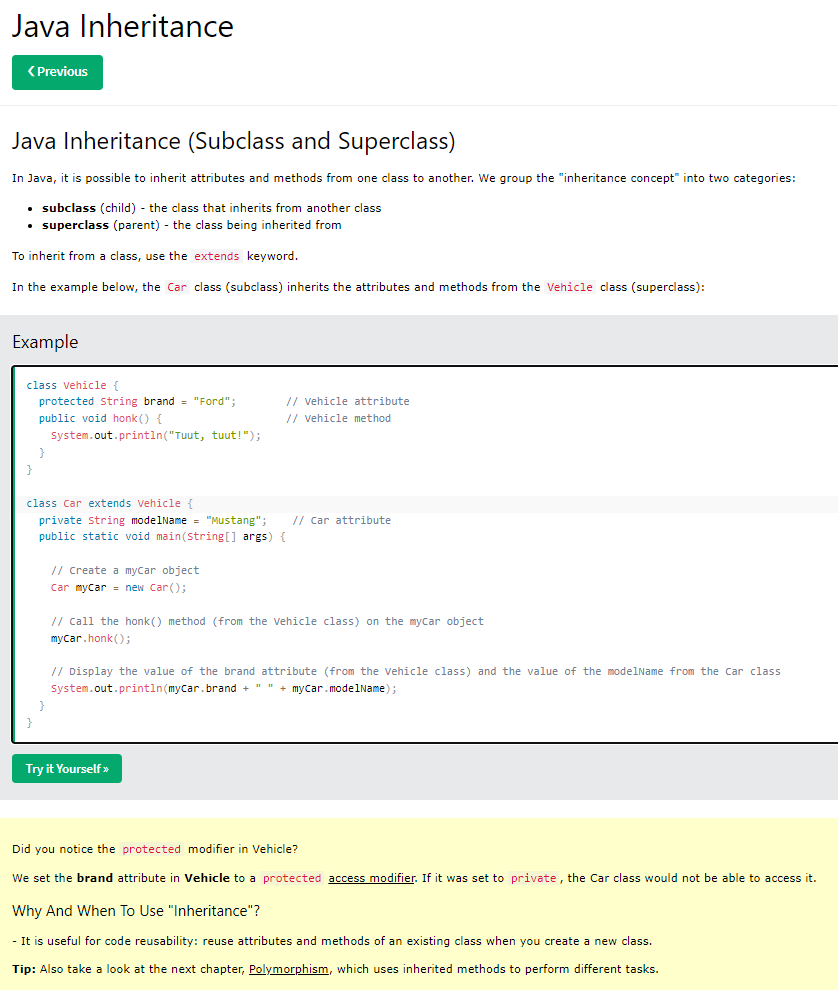 Java Inheritance
❮ Previous
Java Inheritance (Subclass and Superclass)
In Java, it is possible to inherit attributes and methods from one class to another. We group the "inheritance concept" into two categories:
• subclass (child) - the class that inherits from another class
• superclass (parent) - the class being inherited from
To inherit from a class, use the extends keyword.
In the example below, the Car class (subclass) inherits the attributes and methods from the Vehicle class (superclass):
Example
class Vehicle {
  protected String brand = "Ford";        // Vehicle attribute
  public void honk() {                    // Vehicle method
    System.out.println("Tuut, tuut!");
  }
}
class Car extends Vehicle {
  private String modelName = "Mustang";    // Car attribute
  public static void main(String[] args) {
    // Create a myCar object
    Car myCar = new Car();
    // Call the honk() method (from the Vehicle class) on the myCar object
    myCar.honk();
    // Display the value of the brand attribute (from the Vehicle class) and the value of the modelName from the Car class
    System.out.println(myCar.brand + " " + myCar.modelName);
  }
}
Try it Yourself »
Did you notice the protected modifier in Vehicle?
We set the brand attribute in Vehicle to a protected access modifier. If it was set to private, the Car class would not be able to access it.
Why And When To Use "Inheritance"?
- It is useful for code reusability: reuse attributes and methods of an existing class when you create a new class.
Tip: Also take a look at the next chapter, Polymorphism, which uses inherited methods to perform different tasks.